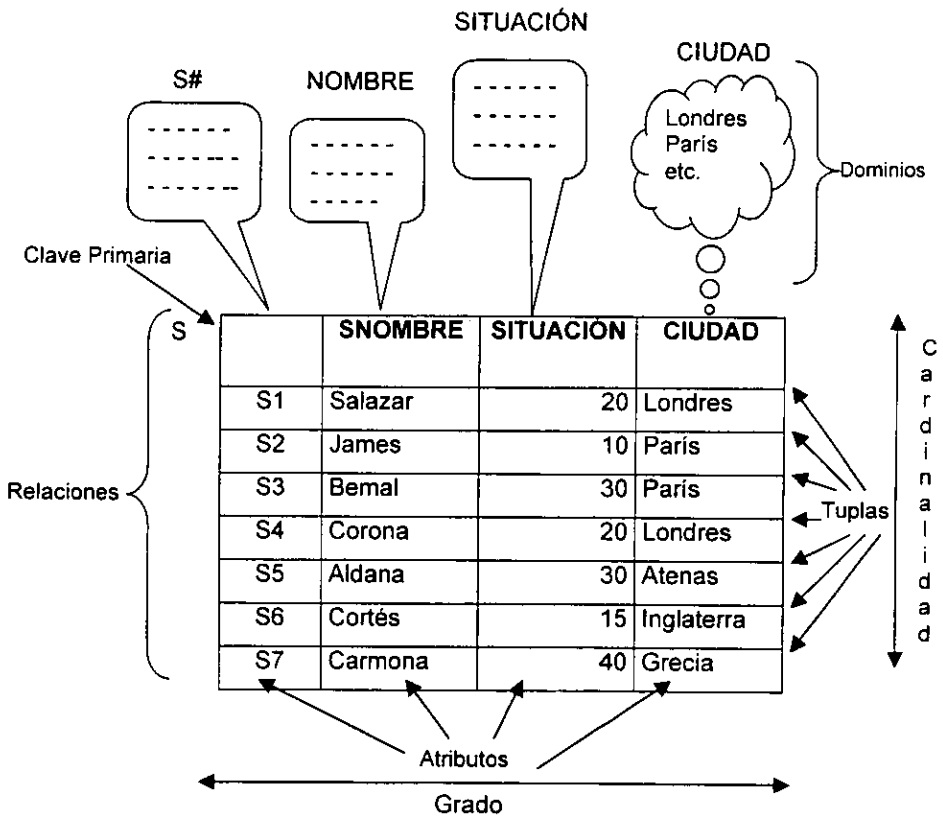 SITUACIÓN
S# NOMBRE CIUDAD
Londres
París
etc.
Dominios
Clave Primaria
S
SNOMBRE SITUACIÓN CIUDAD
S1 Salazar 20 Londres
S2 James 10 París
S3 Bemal 30 París
S4 Corona 20 Londres
S5 Aldana 30 Atenas
S6 Cortés 15 Inglaterra
S7 Carmona 40 Grecia
Relaciones
Tuplas
Cardinalidad
Atributos
Grado